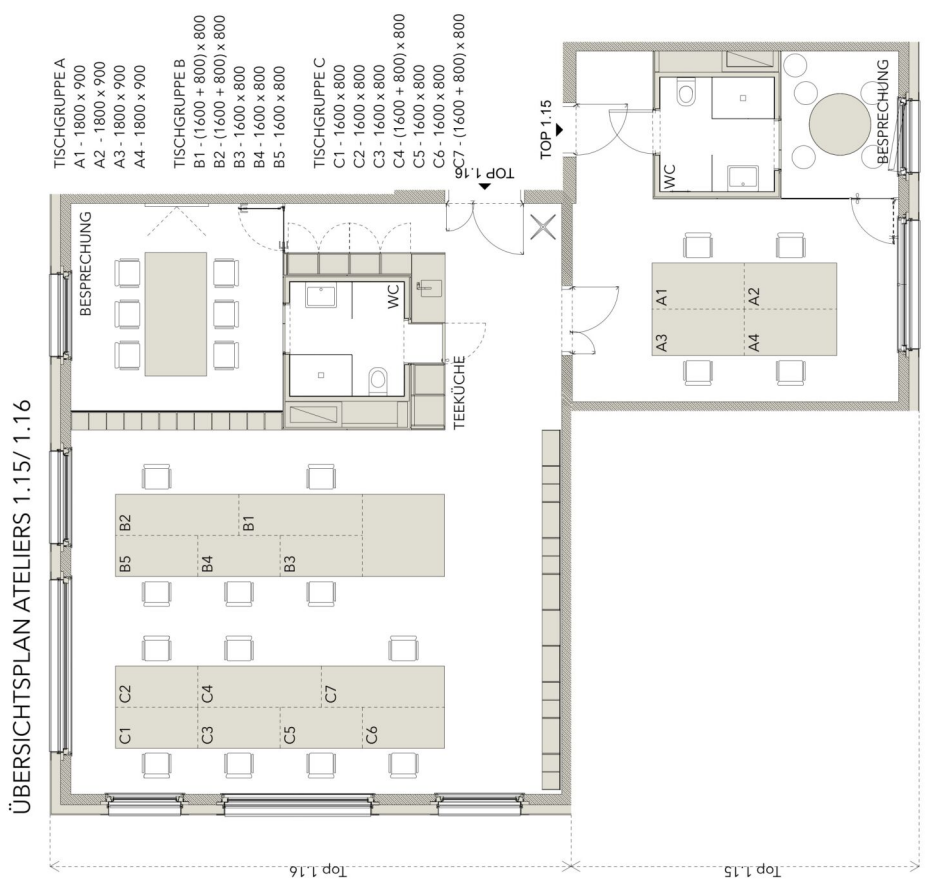 ÜBERSICHTSPLAN ATELIERS 1.15/ 1.16
TISCHGRUPPE A
A1 - 1800 x 900
A2 - 1800 x 900
A3 - 1800 x 900
A4 - 1800 x 900
TISCHGRUPPE B
B1 - (1600 + 800) x 800
B2 - (1600 + 800) x 800
B3 - 1600 x 800
B4 - 1600 x 800
B5 - 1600 x 800
TISCHGRUPPE C
C1 - 1600 x 800
C2 - 1600 x 800
C3 - 1600 x 800
C4 - (1600 + 800) x 800
C5 - 1600 x 800
C6 - 1600 x 800
C7 - (1600 + 800) x 800
BESPRECHUNG
WC
TEEKÜCHE
TOP 1.16
B5
B2
B4
B1
B3
C1
C2
C3
C4
C5
C7
C6
TOP 1.15
WC
BESPRECHUNG
A3
A1
A4
A2
Top 1.16
Top 1.15